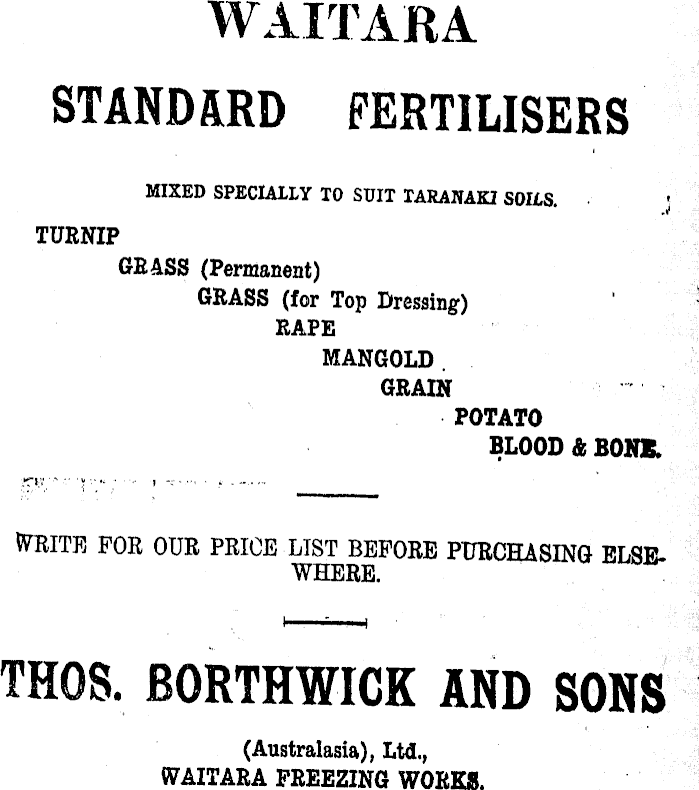 WAITARA
STANDARD FERTILISERS
MIXED SPECIALLY TO SUIT TARANAKI SOILS.
TURNIP
GRASS (Permanent)
GRASS (for Top Dressing)
RAPE
MANGOLD
GRAIN
POTATO
BLOOD & BONE.
WRITE FOR OUR PRICE LIST BEFORE PURCHASING ELSE-
WHERE.
THOS. BORTHWICK AND SONS
(Australasia), Ltd.,
WAITARA FREEZING WORKS.